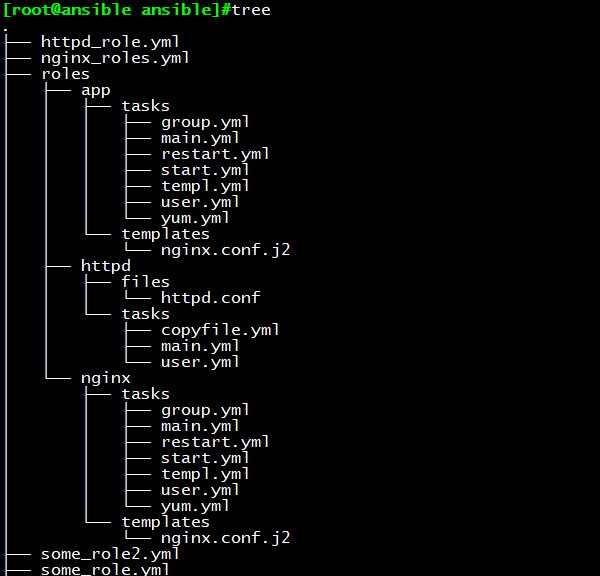 [root@ansible ansible]#tree
.
├── httpd_role.yml
├── nginx_roles.yml
├── roles
│   ├── app
│   │   ├── tasks
│   │   │   ├── group.yml
│   │   │   ├── main.yml
│   │   │   ├── restart.yml
│   │   │   ├── start.yml
│   │   │   ├── templ.yml
│   │   │   ├── user.yml
│   │   │   └── yum.yml
│   │   └── templates
│   │       └── nginx.conf.j2
│   ├── httpd
│   │   ├── files
│   │   │   └── httpd.conf
│   │   └── tasks
│   │       ├── copyfile.yml
│   │       ├── main.yml
│   │       └── user.yml
│   └── nginx
│       ├── tasks
│       │   ├── group.yml
│       │   ├── main.yml
│       │   ├── restart.yml
│       │   ├── start.yml
│       │   ├── templ.yml
│       │   ├── user.yml
│       │   └── yum.yml
│       └── templates
│           └── nginx.conf.j2
├── some_role2.yml
├── some_role.yml